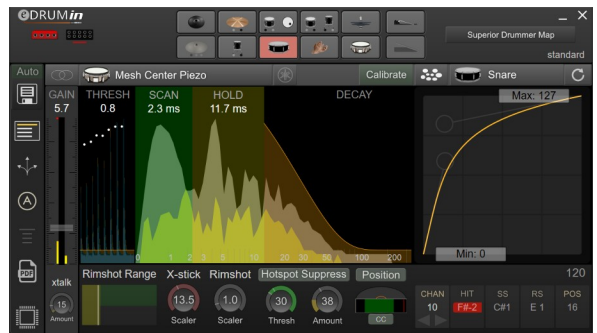 eDRUMin
Superior Drummer Map
standard
Auto
Mesh Center Piezo
Calibrate
Snare
GAIN
5.7
THRESH
0.8
SCAN
2.3 ms
HOLD
11.7 ms
DECAY
Max: 127
0 1 2 3 10 20 30 50 100 200
Min: 0
A
PDF
xtalk
15
Amount
Rimshot Range
X-stick
Rimshot
Hotspot Suppress
Position
120
13.5
Scaler
1.0
Scaler
30
Thresh
38
Amount
CC
CHAN HIT SS RS POS
10 F#-2 C#1 E 1 16